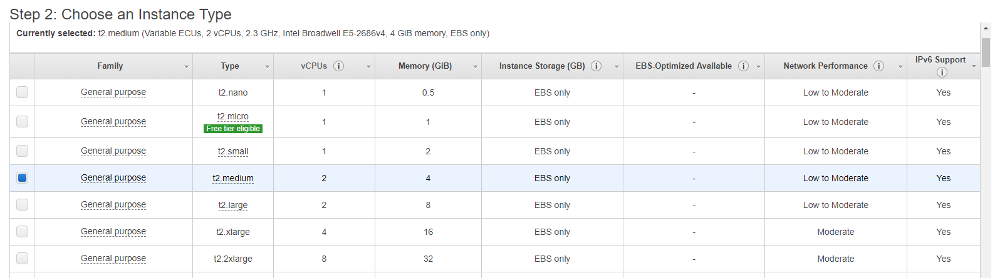 Step 2: Choose an Instance Type
Currently selected: t2.medium (Variable ECUs, 2 vCPUs, 2.3 GHz, Intel Broadwell E5-2686v4, 4 GiB memory, EBS only)
Family Type vCPUs i Memory (GiB) Instance Storage (GB) i EBS-Optimized Available i Network Performance i IPv6 Support i
General purpose t2.nano 1 0.5 EBS only - Low to Moderate Yes
General purpose t2.micro Free tier eligible 1 1 EBS only - Low to Moderate Yes
General purpose t2.small 1 2 EBS only - Low to Moderate Yes
General purpose t2.medium 2 4 EBS only - Low to Moderate Yes
General purpose t2.large 2 8 EBS only - Low to Moderate Yes
General purpose t2.xlarge 4 16 EBS only - Moderate Yes
General purpose t2.2xlarge 8 32 EBS only - Moderate Yes